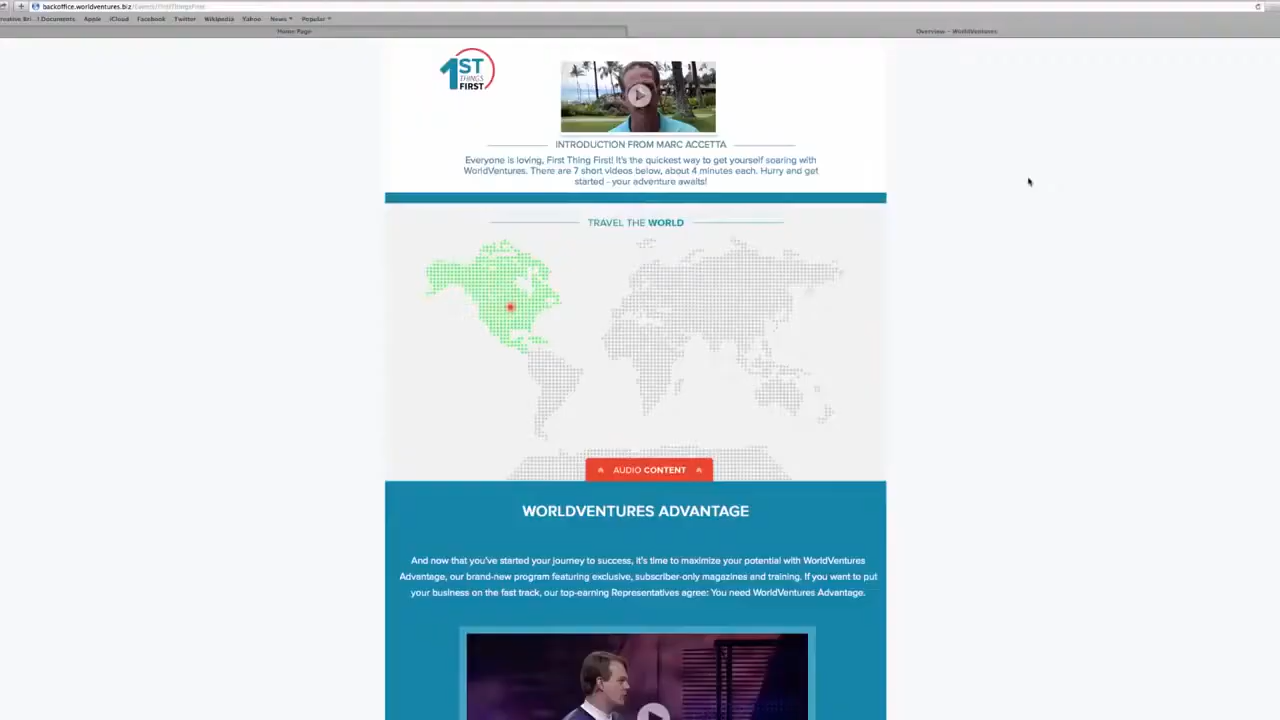 backoffice.worldventures.biz
Documents Apple iCloud Facebook Twitter Wikipedia Yahoo News Popular
Home Page
Overview - WorldVentures
1ST
THINGS
FIRST
INTRODUCTION FROM MARC ACCETTA
Everyone is loving, First Thing First! It's the quickest way to get yourself soaring with
WorldVentures. There are 7 short videos below, about 4 minutes each. Hurry and get
started - your adventure awaits!
TRAVEL THE WORLD
AUDIO CONTENT
WORLDVENTURES ADVANTAGE
And now that you've started your journey to success, it's time to maximize your potential with WorldVentures
Advantage, our brand-new program featuring exclusive, subscriber-only magazines and training. If you want to put
your business on the fast track, our top-earning Representatives agree: You need WorldVentures Advantage.